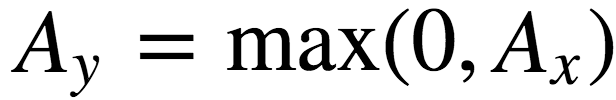 A_y = max(0, A_x)